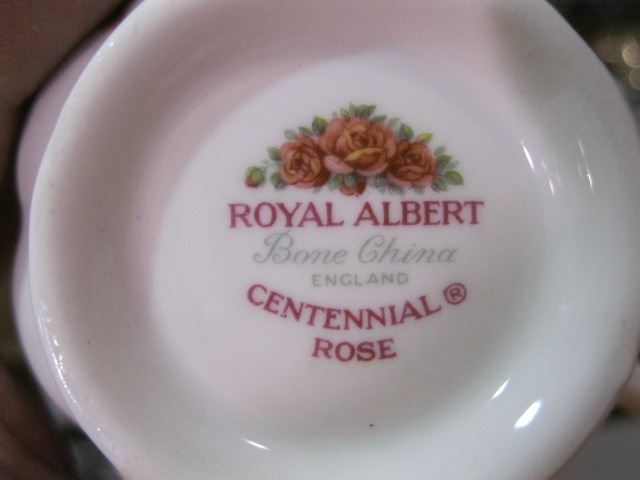 ROYAL ALBERT
Bone China
ENGLAND
CENTENNIAL®
ROSE